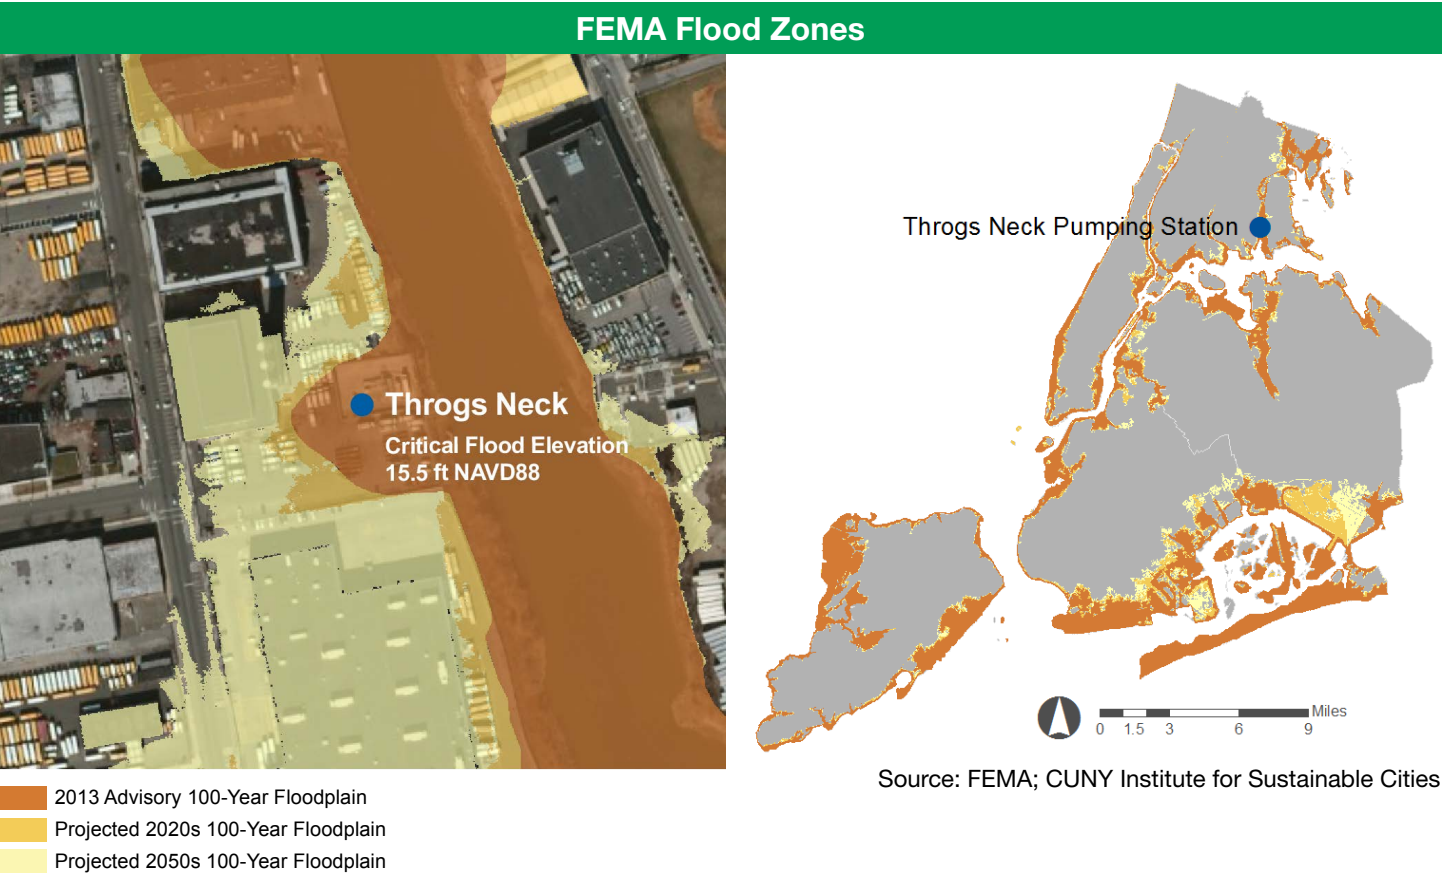 FEMA Flood Zones
Throgs Neck
Critical Flood Elevation
15.5 ft NAVD88
Throgs Neck Pumping Station
Miles
0 1.5 3 6 9
Source: FEMA; CUNY Institute for Sustainable Cities
2013 Advisory 100-Year Floodplain
Projected 2020s 100-Year Floodplain
Projected 2050s 100-Year Floodplain